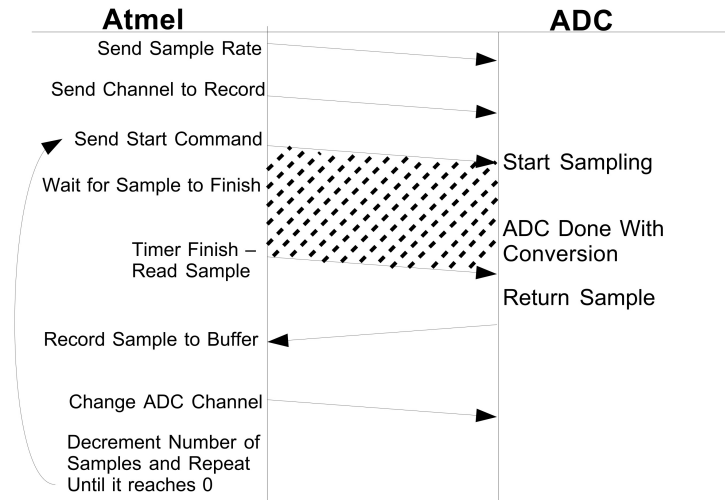 Atmel
ADC
Send Sample Rate
Send Channel to Record
Send Start Command
Start Sampling
Wait for Sample to Finish
ADC Done With
Conversion
Timer Finish –
Read Sample
Return Sample
Record Sample to Buffer
Change ADC Channel
Decrement Number of
Samples and Repeat
Until it reaches 0